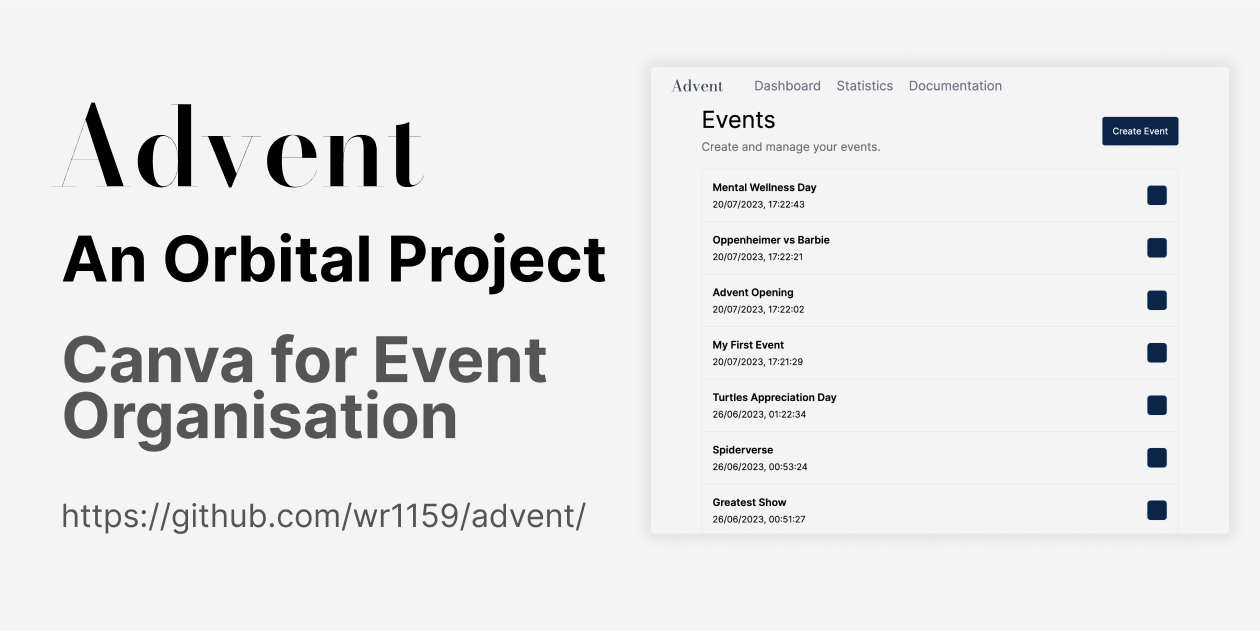 Advent
An Orbital Project
Canva for Event
Organisation
https://github.com/wr1159/advent/
Advent Dashboard Statistics Documentation
Events
Create and manage your events.
Create Event
Mental Wellness Day
20/07/2023, 17:22:43
Oppenheimer vs Barbie
20/07/2023, 17:22:21
Advent Opening
20/07/2023, 17:22:02
My First Event
20/07/2023, 17:21:29
Turtles Appreciation Day
26/06/2023, 01:22:34
Spiderverse
26/06/2023, 00:53:24
Greatest Show
26/06/2023, 00:51:27